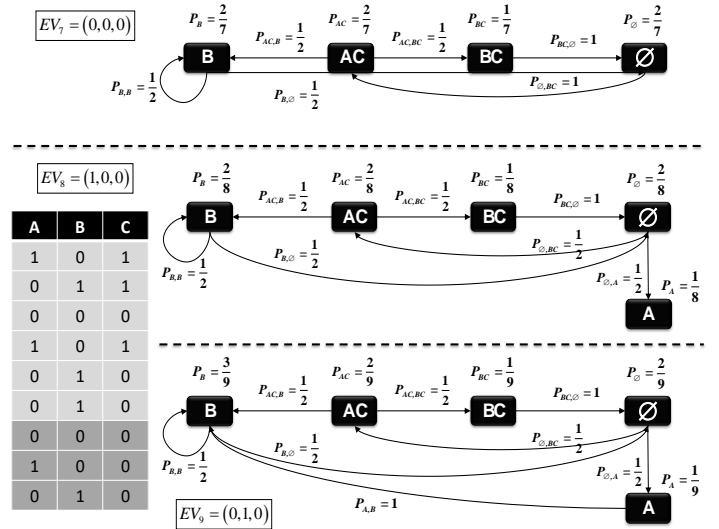 EV₇ = (0,0,0)
P_B = 2/7 P_AC = 2/7 P_BC = 1/7 P_∅ = 2/7
P_AC,B = 1/2 P_AC,BC = 1/2 P_BC,∅ = 1
B AC BC ∅
P_B,B = 1/2 P_B,∅ = 1/2 P_∅,BC = 1
EV₈ = (1,0,0)
P_B = 2/8 P_AC = 2/8 P_BC = 1/8 P_∅ = 2/8
P_AC,B = 1/2 P_AC,BC = 1/2 P_BC,∅ = 1
B AC BC ∅
P_B,B = 1/2 P_B,∅ = 1/2 P_∅,BC = 1/2
P_∅,A = 1/2 P_A = 1/8
A
A B C
1 0 1
0 1 1
0 0 0
1 0 1
0 1 0
0 1 0
0 0 0
1 0 0
0 1 0
P_B = 3/9 P_AC = 2/9 P_BC = 1/9 P_∅ = 2/9
P_AC,B = 1/2 P_AC,BC = 1/2 P_BC,∅ = 1
B AC BC ∅
P_B,B = 1/2 P_B,∅ = 1/2 P_∅,BC = 1/2
P_∅,A = 1/2 P_A = 1/9
P_A,B = 1
A
EV₉ = (0,1,0)